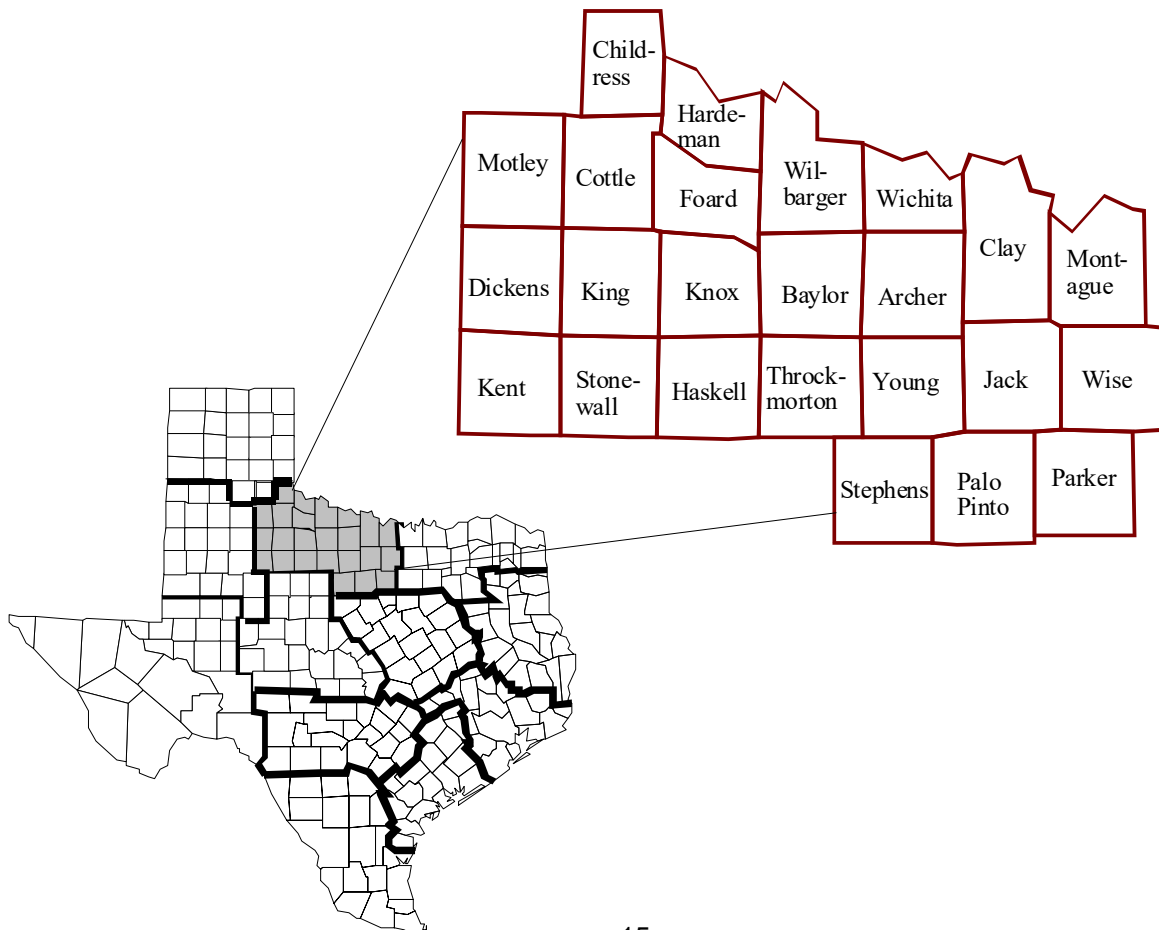 Child-
ress
Harde-
man
Motley
Cottle
Foard
Wil-
barger
Wichita
Clay
Mont-
ague
Dickens
King
Knox
Baylor
Archer
Kent
Stone-
wall
Haskell
Throck-
morton
Young
Jack
Wise
Stephens
Palo
Pinto
Parker